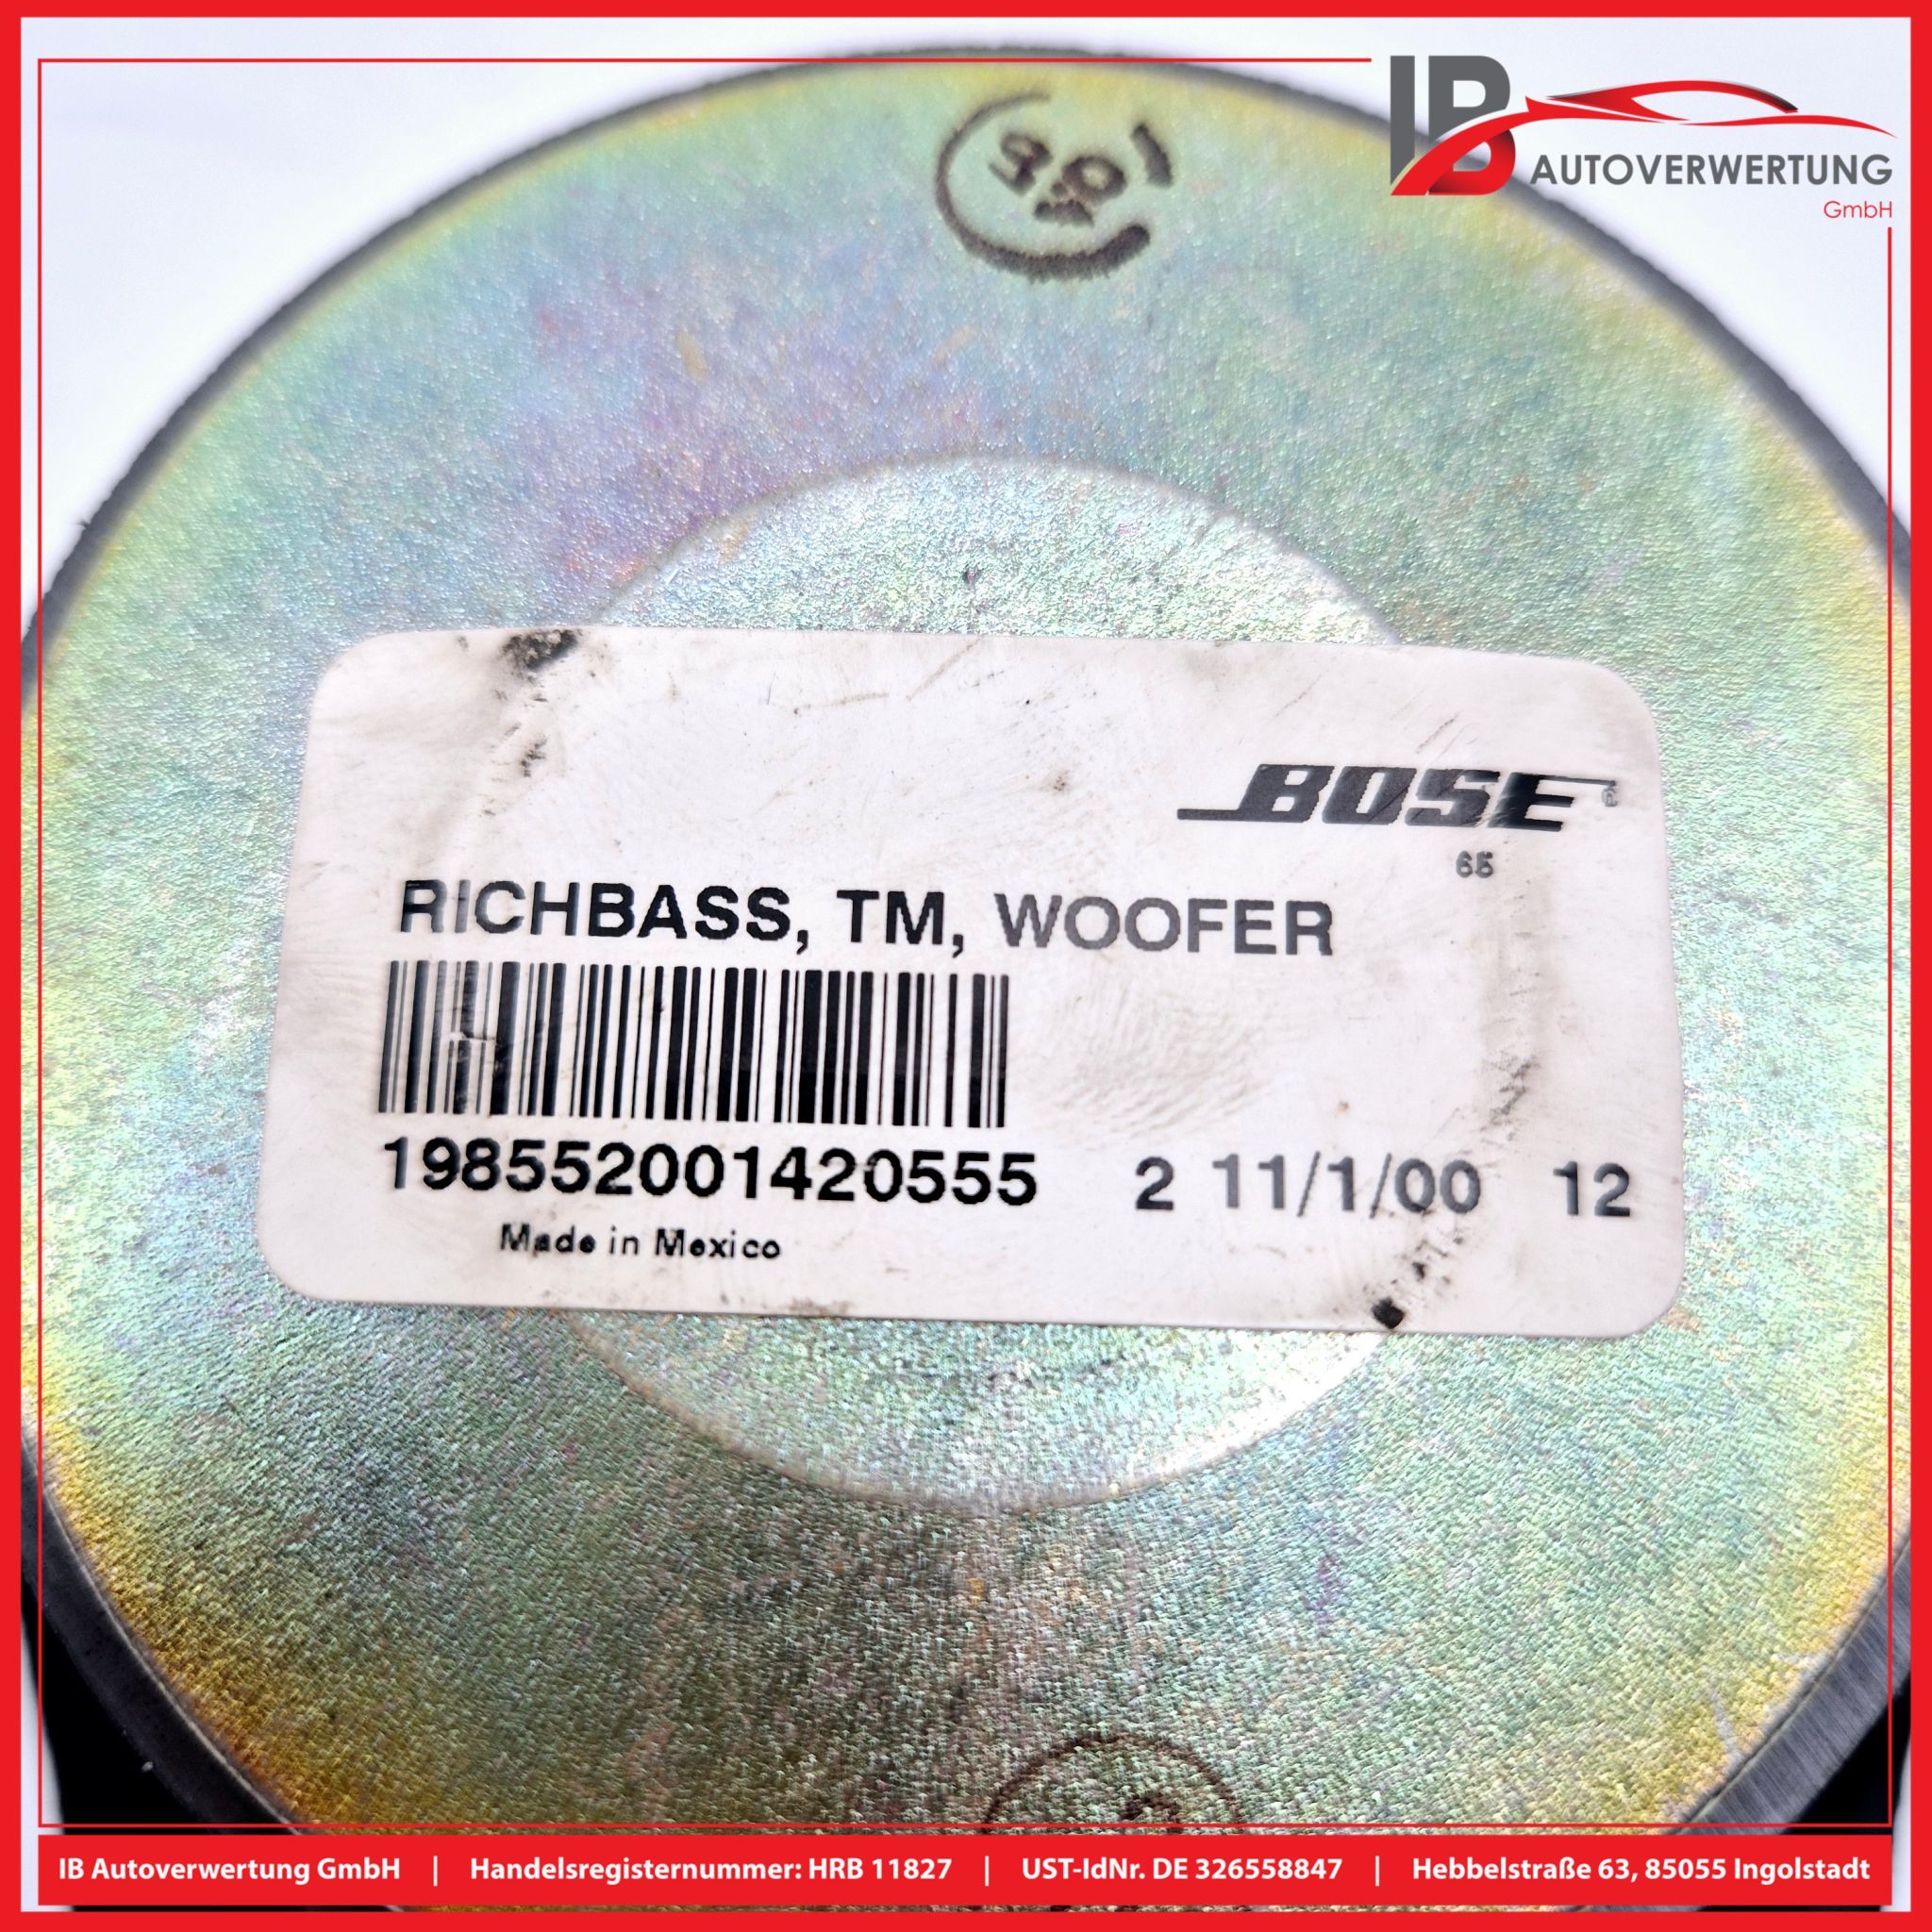 IB
AUTOVERWERTUNG
GmbH
BOSE
65
RICHBASS, TM, WOOFER
198552001420555 2 11/1/00 12
Made in Mexico
IB Autoverwertung GmbH | Handelsregisternummer: HRB 11827 | UST-IdNr. DE 326558847 | Hebbelstraße 63, 85055 Ingolstadt